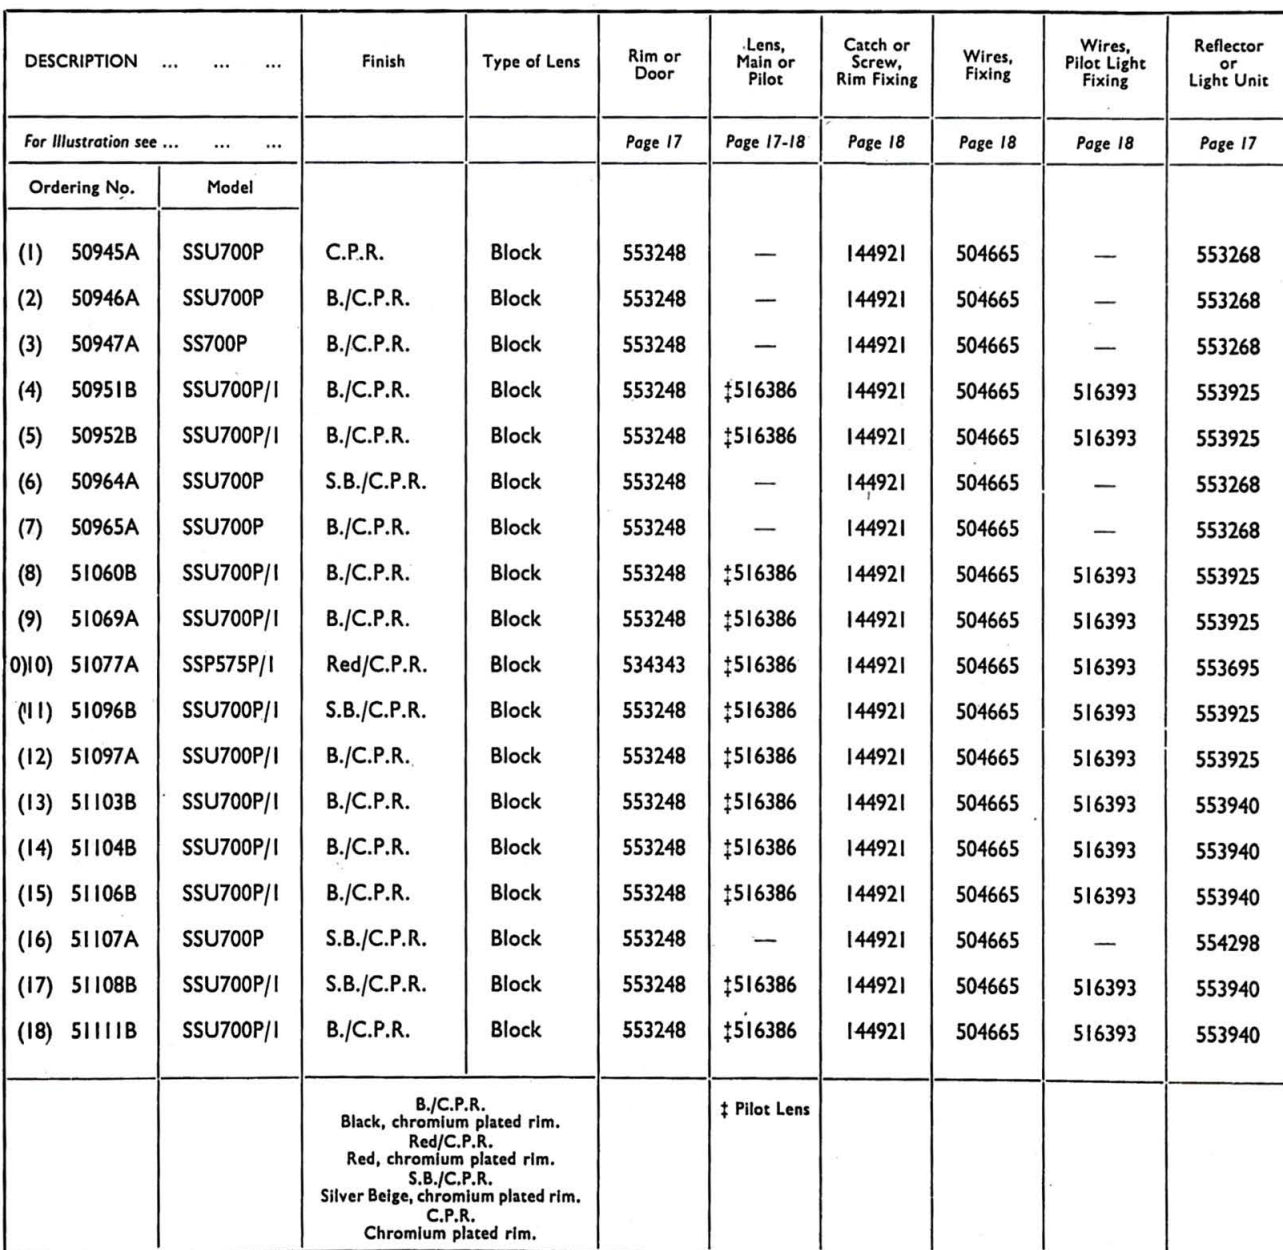 DESCRIPTION ... ... ... Finish Type of Lens Rim or Door Lens, Main or Pilot Catch or Screw, Rim Fixing Wires, Fixing Wires, Pilot Light Fixing Reflector or Light Unit
For Illustration see ... ... ... Page 17 Page 17-18 Page 18 Page 18 Page 18 Page 17
Ordering No. Model
(1) 50945A SSU700P C.P.R. Block 553248 — 144921 504665 — 553268
(2) 50946A SSU700P B./C.P.R. Block 553248 — 144921 504665 — 553268
(3) 50947A SS700P B./C.P.R. Block 553248 — 144921 504665 — 553268
(4) 50951B SSU700P/1 B./C.P.R. Block 553248 ‡516386 144921 504665 516393 553925
(5) 50952B SSU700P/1 B./C.P.R. Block 553248 ‡516386 144921 504665 516393 553925
(6) 50964A SSU700P S.B./C.P.R. Block 553248 — 144921 504665 — 553268
(7) 50965A SSU700P B./C.P.R. Block 553248 — 144921 504665 — 553268
(8) 51060B SSU700P/1 B./C.P.R. Block 553248 ‡516386 144921 504665 516393 553925
(9) 51069A SSU700P/1 B./C.P.R. Block 553248 ‡516386 144921 504665 516393 553925
0)10) 51077A SSP575P/1 Red/C.P.R. Block 534343 ‡516386 144921 504665 516393 553695
(11) 51096B SSU700P/1 S.B./C.P.R. Block 553248 ‡516386 144921 504665 516393 553925
(12) 51097A SSU700P/1 B./C.P.R. Block 553248 ‡516386 144921 504665 516393 553925
(13) 51103B SSU700P/1 B./C.P.R. Block 553248 ‡516386 144921 504665 516393 553940
(14) 51104B SSU700P/1 B./C.P.R. Block 553248 ‡516386 144921 504665 516393 553940
(15) 51106B SSU700P/1 B./C.P.R. Block 553248 ‡516386 144921 504665 516393 553940
(16) 51107A SSU700P S.B./C.P.R. Block 553248 — 144921 504665 — 554298
(17) 51108B SSU700P/1 S.B./C.P.R. Block 553248 ‡516386 144921 504665 516393 553940
(18) 51111B SSU700P/1 B./C.P.R. Block 553248 ‡516386 144921 504665 516393 553940
B./C.P.R.
Black, chromium plated rim.
Red/C.P.R.
Red, chromium plated rim.
S.B./C.P.R.
Silver Beige, chromium plated rim.
C.P.R.
Chromium plated rim.
‡ Pilot Lens